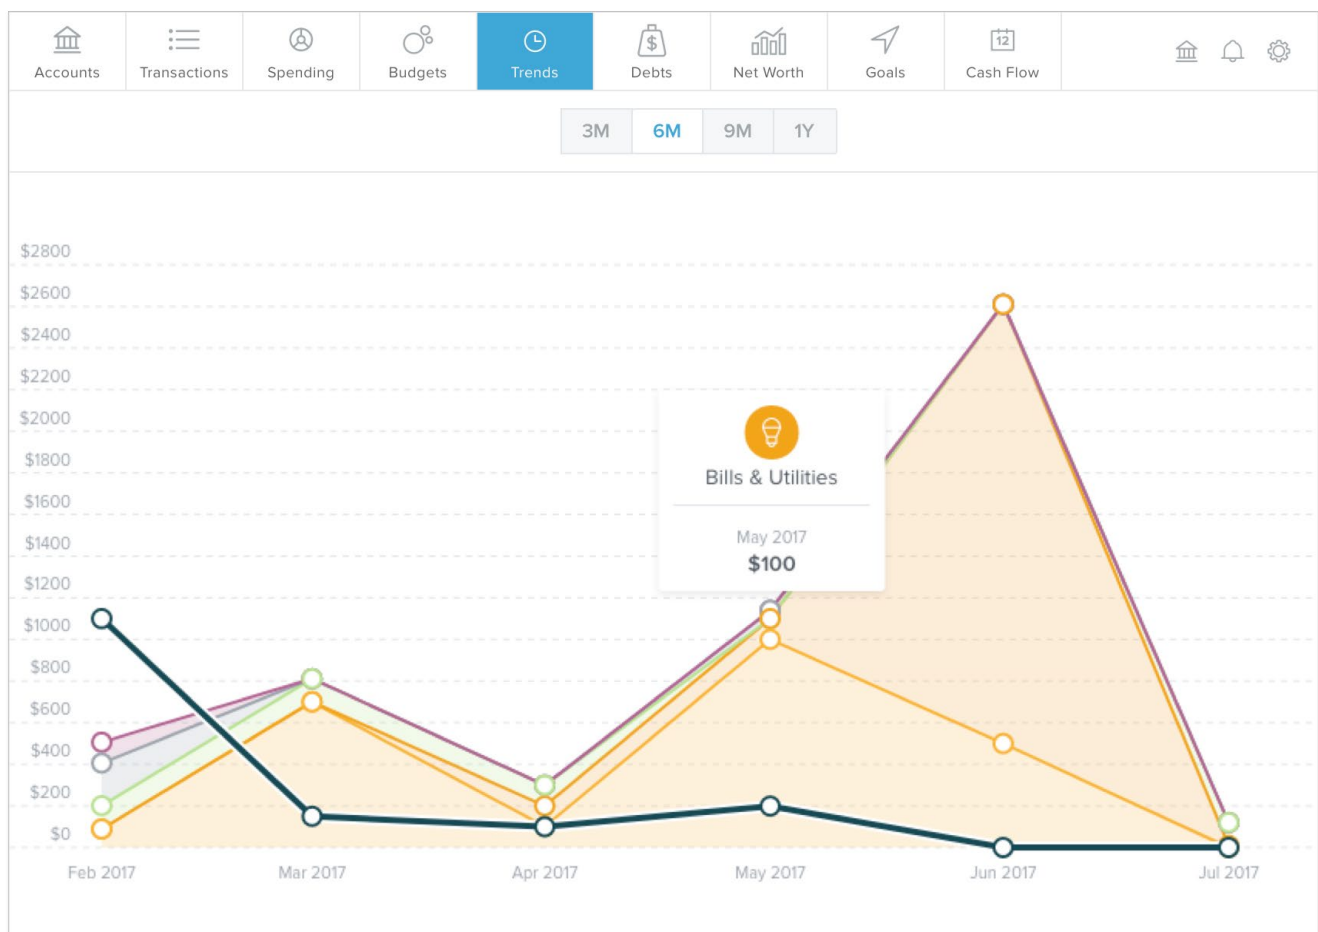 Accounts
Transactions
Spending
Budgets
Trends
Debts
Net Worth
Goals
12
Cash Flow
3M
6M
9M
1Y
$2800
$2600
$2400
$2200
$2000
$1800
$1600
$1400
$1200
$1000
$800
$600
$400
$200
$0
$
Bills & Utilities
May 2017
$100
Feb 2017
Mar 2017
Apr 2017
May 2017
Jun 2017
Jul 2017